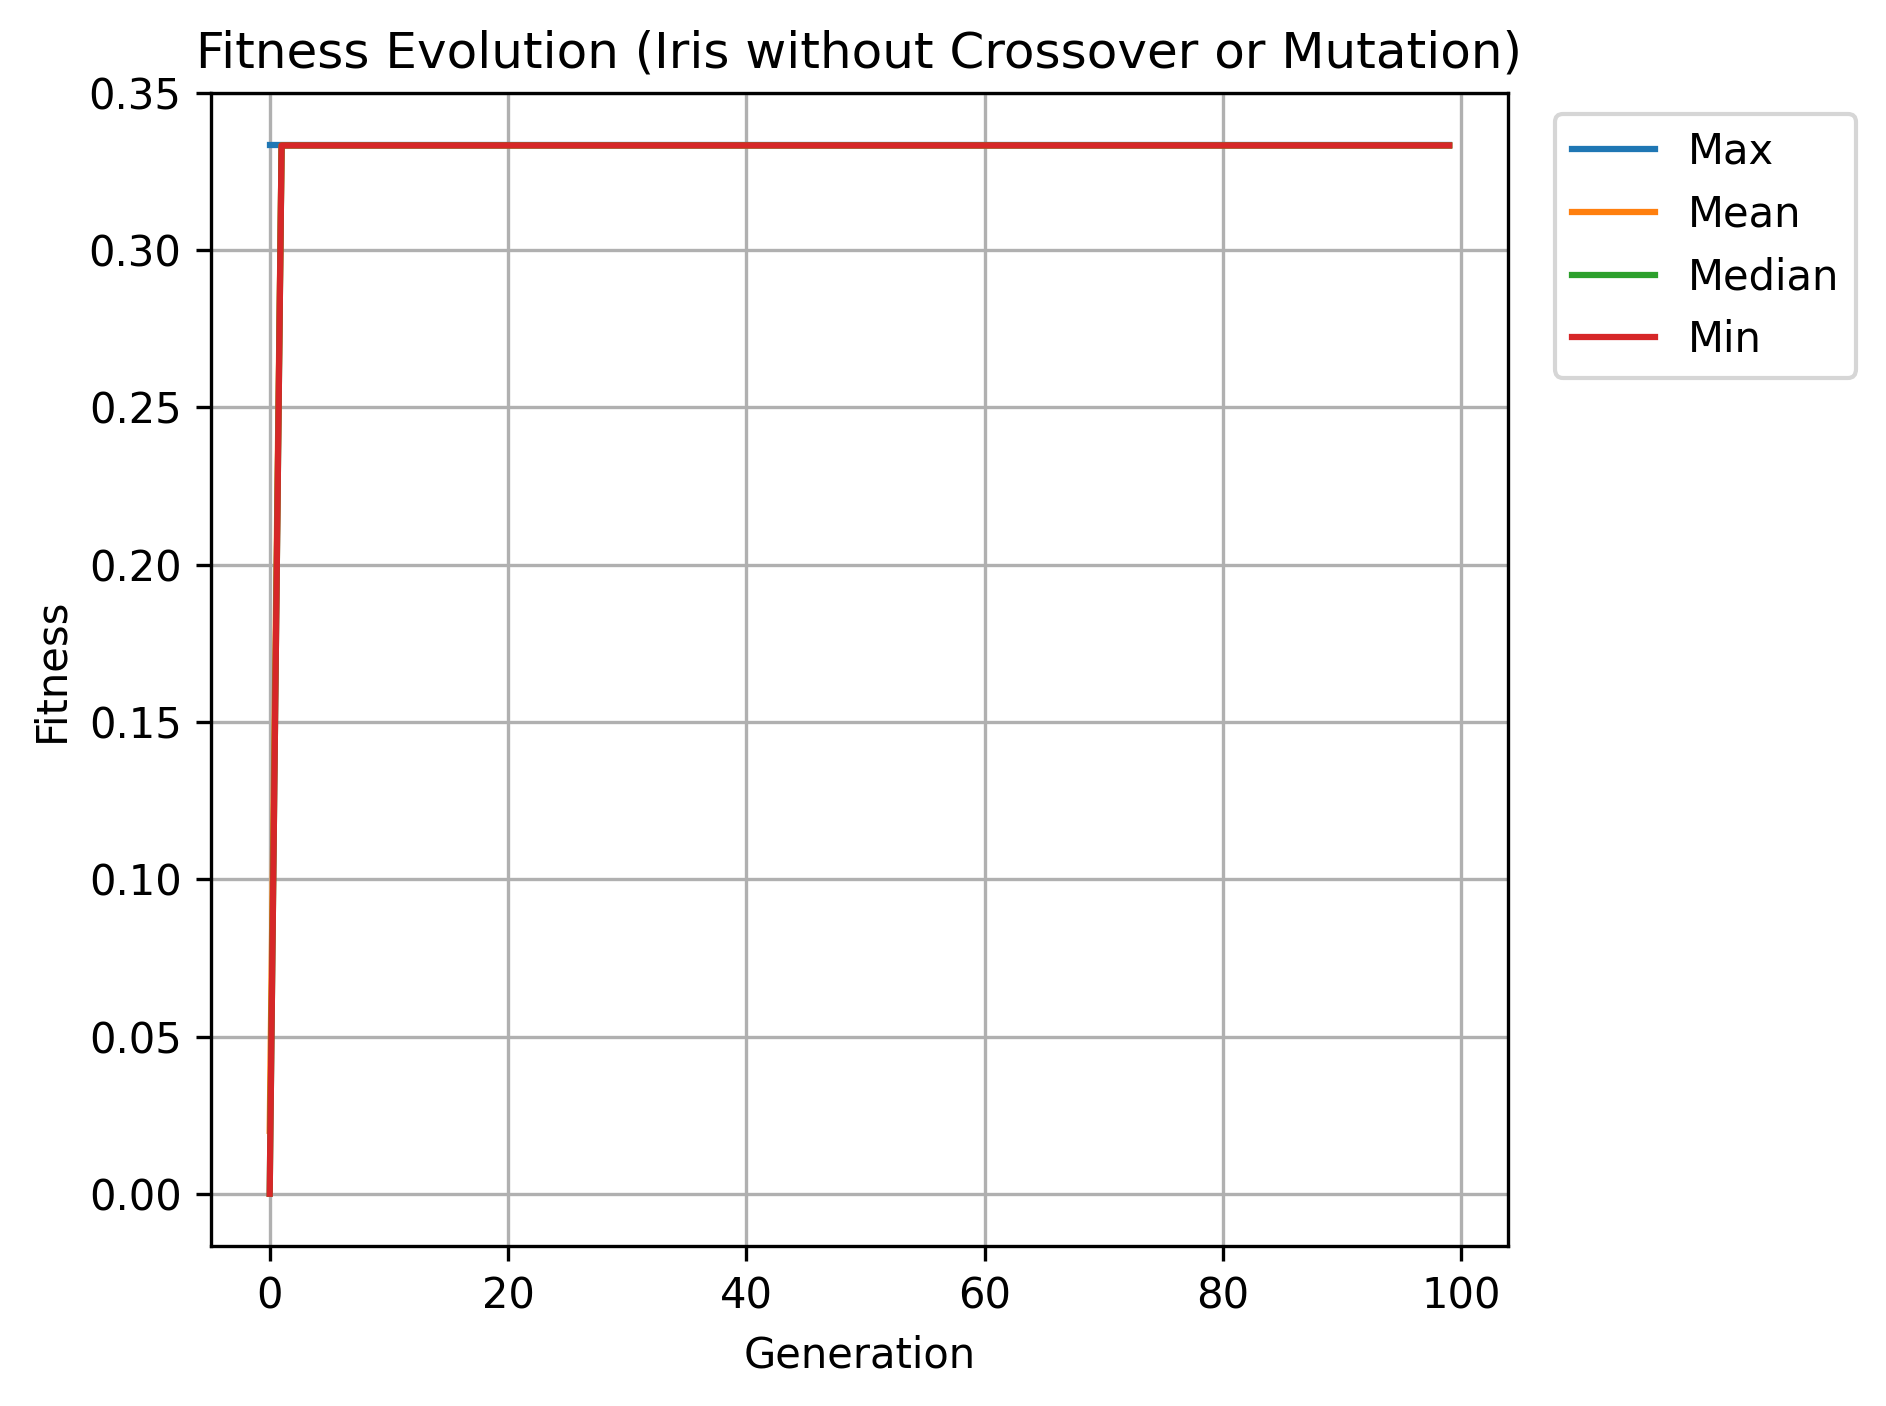 Fitness Evolution (Iris without Crossover or Mutation)
0.35
0.30
0.25
0.20
0.15
0.10
0.05
0.00
Fitness
0 20 40 60 80 100
Generation
Max
Mean
Median
Min